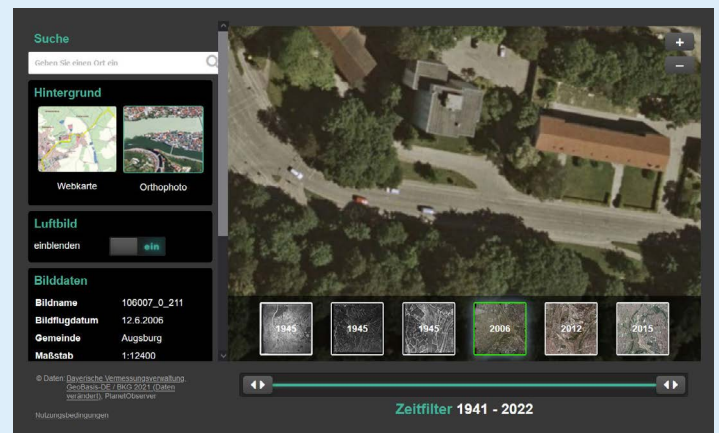 Suche
Geben Sie einen Ort ein
Hintergrund
Webkarte
Orthophoto
Luftbild
einblenden
ein
Bilddaten
Bildname 106007_0_211
Bildflugdatum 12.6.2006
Gemeinde Augsburg
Maßstab 1:12400
© Daten: Bayerische Vermessungsverwaltung,
GeoBasis-DE / BKG 2021 (Daten
verändert), PlanetObserver
Nutzungsbedingungen
+
−
1945
1945
1945
2006
2012
2015
Zeitfilter 1941 - 2022